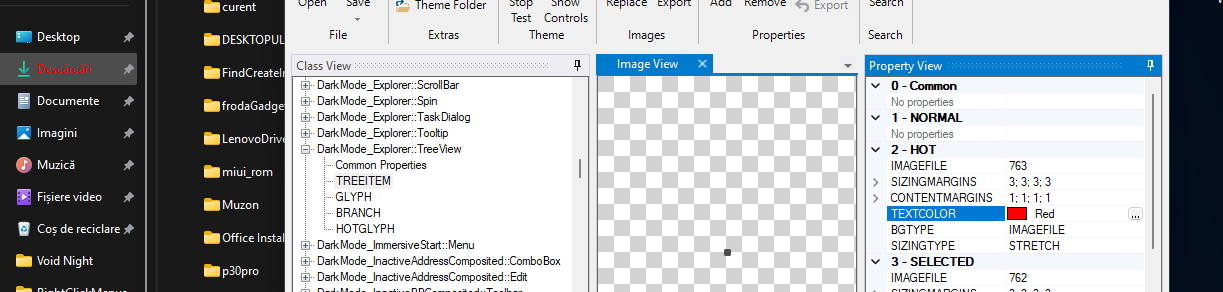 Desktop
Descărcări
Documente
Imagini
Muzică
Fișiere video
Coș de reciclare
Void Night
RightClickMenus
curent
DESKTOPUL
FindCreateIn
frodaGadget
LenovoDrive
miui_rom
Muzon
Office Instal
p30pro
Open
Save
File
Theme Folder
Extras
Stop
Test
Show
Controls
Theme
Replace
Export
Images
Add
Remove
Export
Properties
Search
Search
Class View
DarkMode_Explorer::ScrollBar
DarkMode_Explorer::Spin
DarkMode_Explorer::TaskDialog
DarkMode_Explorer::Tooltip
DarkMode_Explorer::TreeView
Common Properties
TREEITEM
GLYPH
BRANCH
HOTGLYPH
DarkMode_ImmersiveStart::Menu
DarkMode_InactiveAddressComposited::ComboBox
DarkMode_InactiveAddressComposited::Edit
Image View
Property View
0 - Common
No properties
1 - NORMAL
No properties
2 - HOT
IMAGEFILE 763
SIZINGMARGINS 3; 3; 3; 3
CONTENTMARGINS 1; 1; 1; 1
TEXTCOLOR Red ...
BGTYPE IMAGEFILE
SIZINGTYPE STRETCH
3 - SELECTED
IMAGEFILE 762